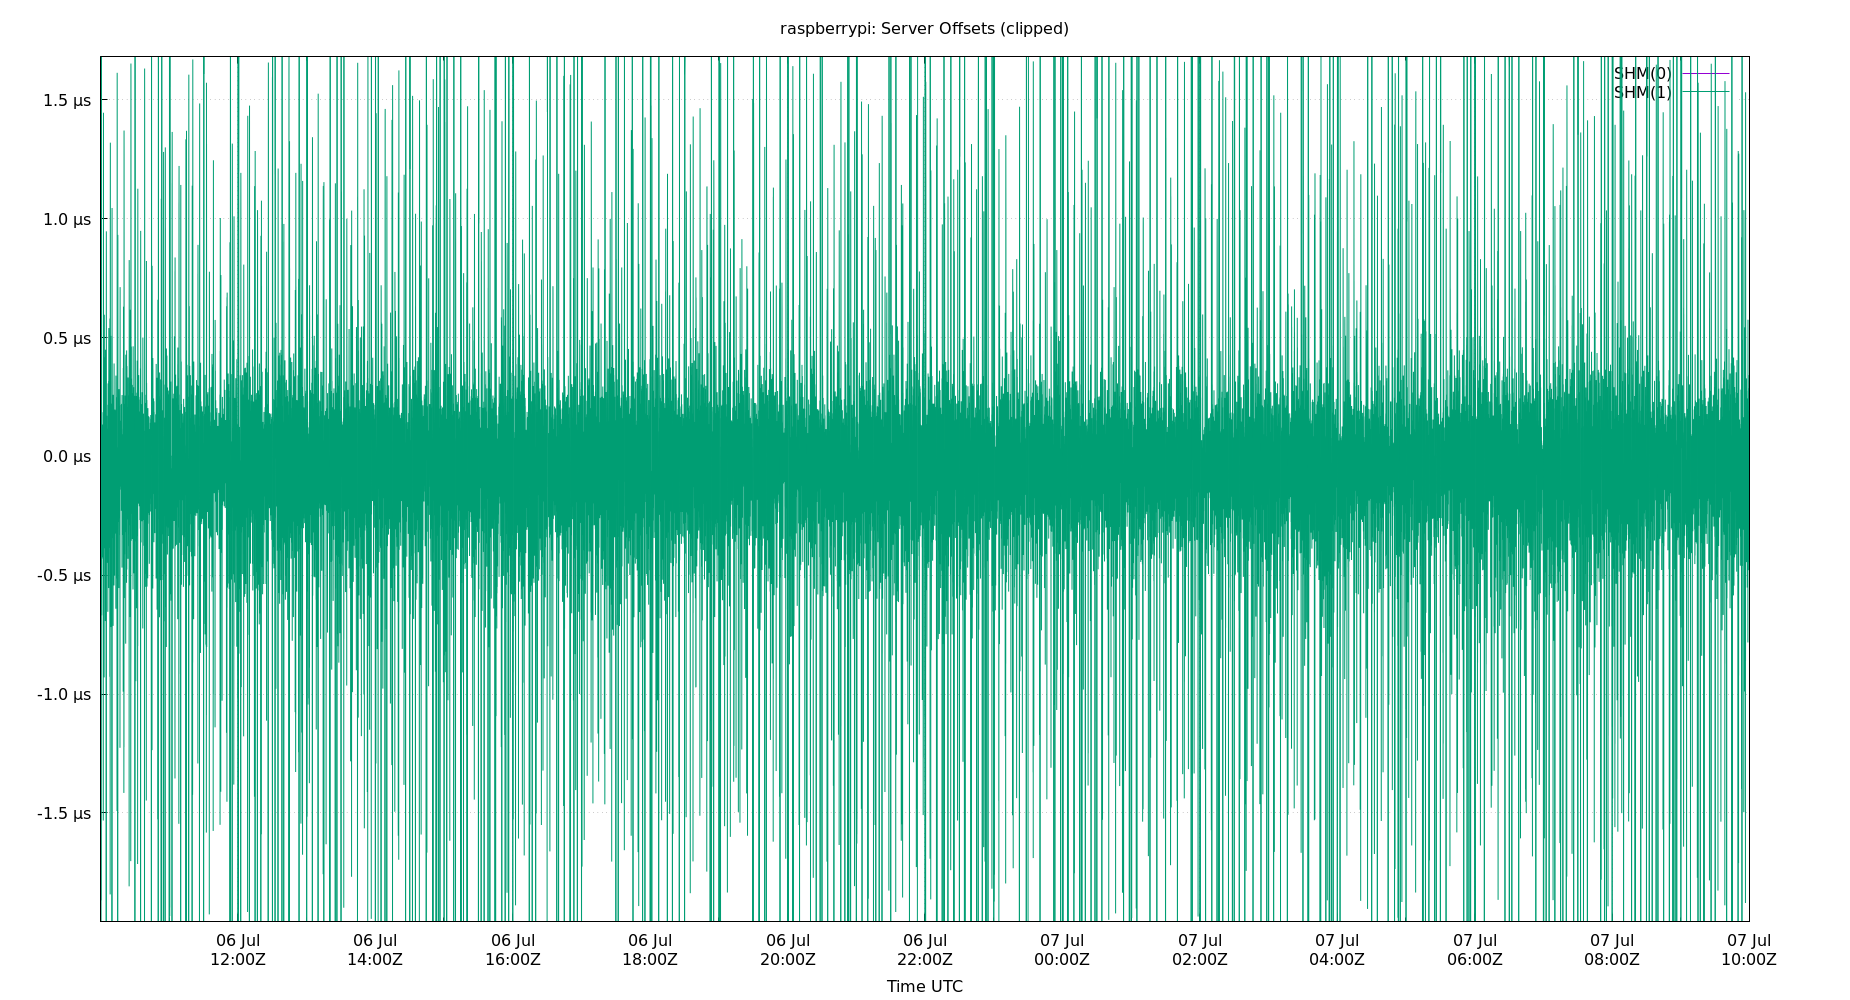 raspberrypi: Server Offsets (clipped)
SHM(0)
SHM(1)
1.5 µs
1.0 µs
0.5 µs
0.0 µs
-0.5 µs
-1.0 µs
-1.5 µs
06 Jul 06 Jul 06 Jul 06 Jul 06 Jul 06 Jul 07 Jul 07 Jul 07 Jul 07 Jul 07 Jul 07 Jul
12:00Z 14:00Z 16:00Z 18:00Z 20:00Z 22:00Z 00:00Z 02:00Z 04:00Z 06:00Z 08:00Z 10:00Z
Time UTC